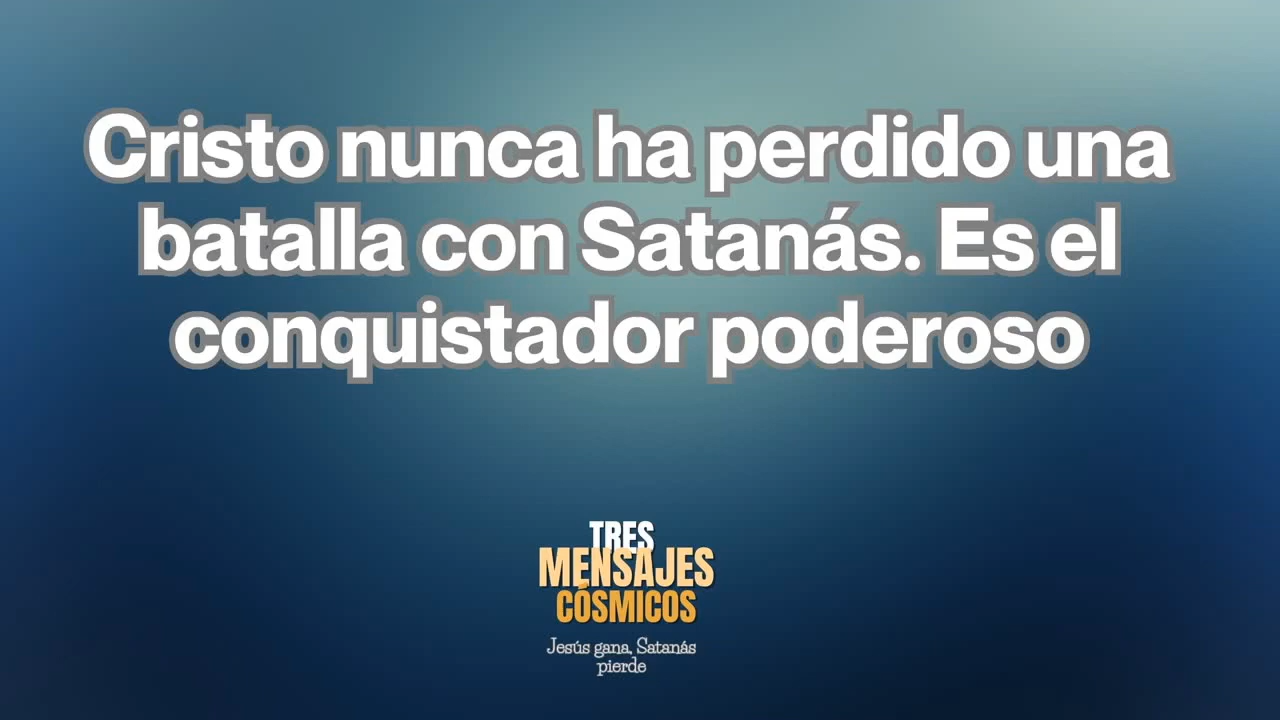 Cristo nunca ha perdido una
batalla con Satanás. Es el
conquistador poderoso
TRES
MENSAJES
CÓSMICOS
Jesús gana, Satanás
pierde